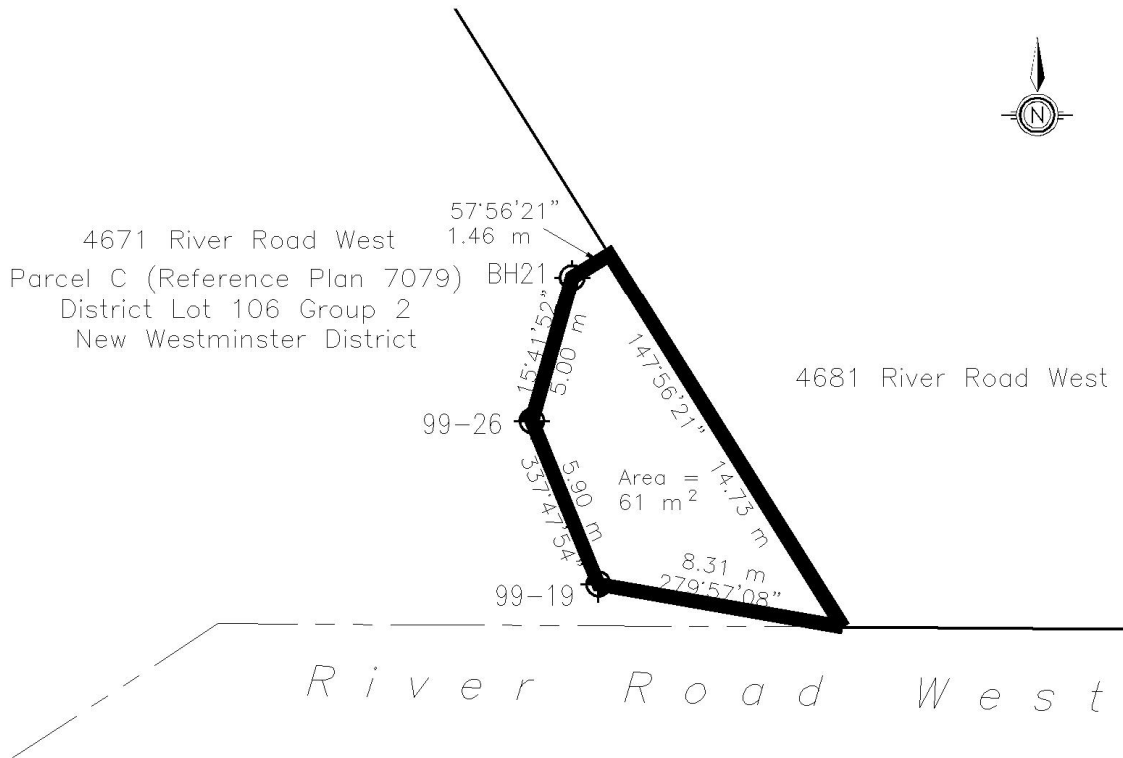 N
57°56'21"
1.46 m
4671 River Road West
Parcel C (Reference Plan 7079)
District Lot 106 Group 2
New Westminster District
BH21
15°41'52"
5.00 m
147°56'21"
14.73 m
4681 River Road West
99-26
5.90 m
337°47'54"
Area =
61 m²
8.31 m
279°57'08"
99-19
River Road West